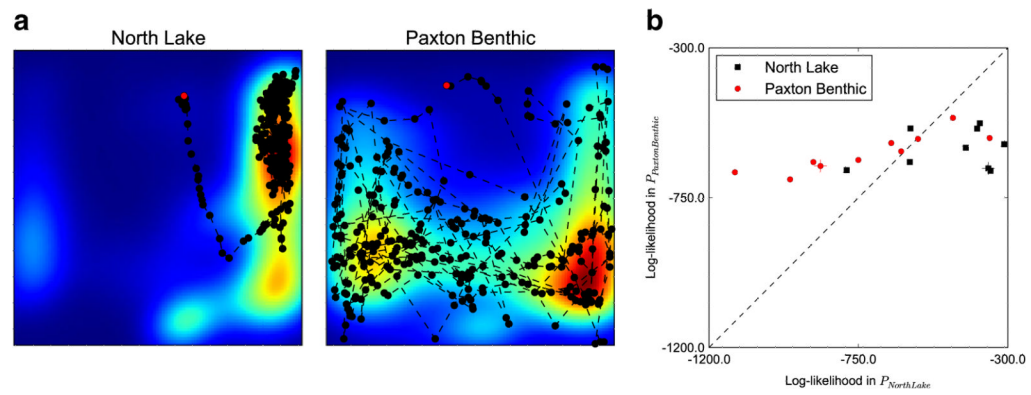 a
North Lake
Paxton Benthic
b
-300.0
North Lake
Paxton Benthic
Log-likelihood in P_PaxtonBenthic
-750.0
-1200.0
-1200.0 -750.0 -300.0
Log-likelihood in P_NorthLake